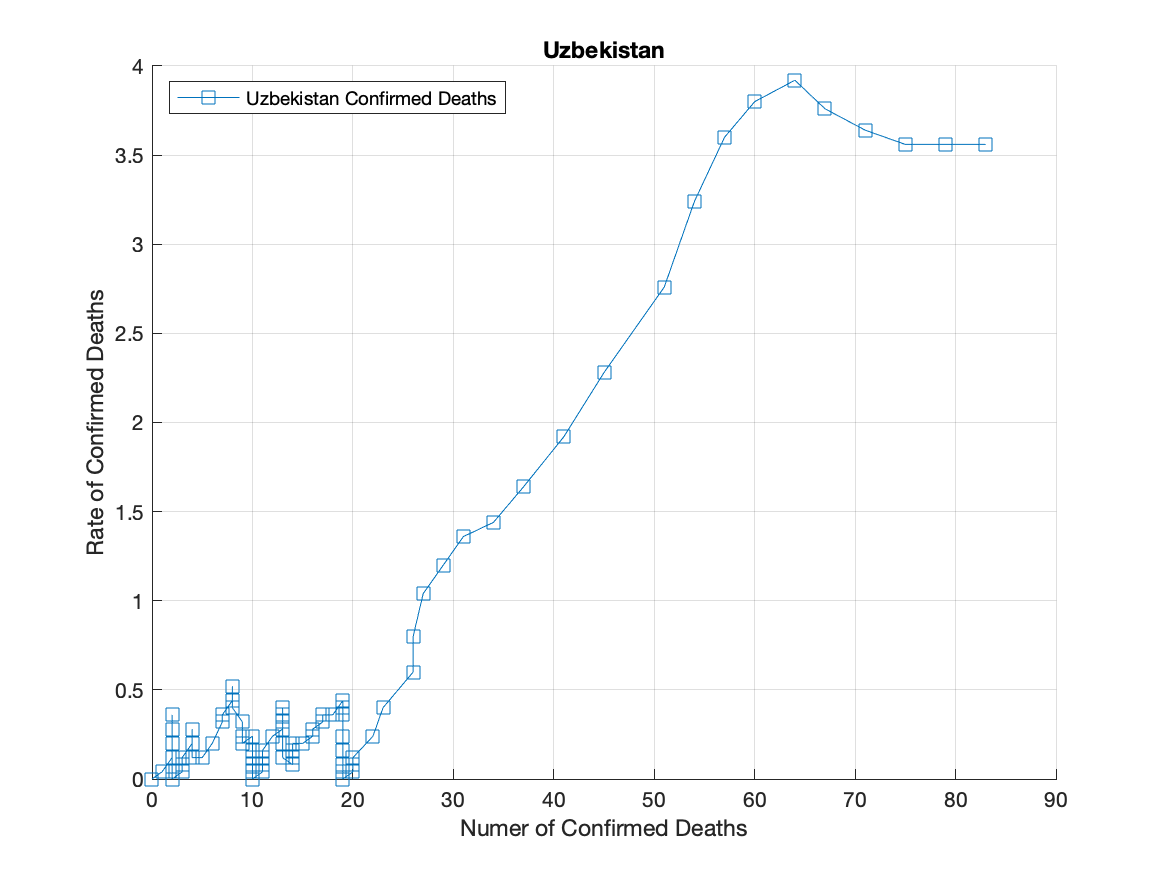 Uzbekistan
Uzbekistan Confirmed Deaths
4
3.5
3
2.5
2
1.5
1
0.5
0
Rate of Confirmed Deaths
0 10 20 30 40 50 60 70 80 90
Numer of Confirmed Deaths